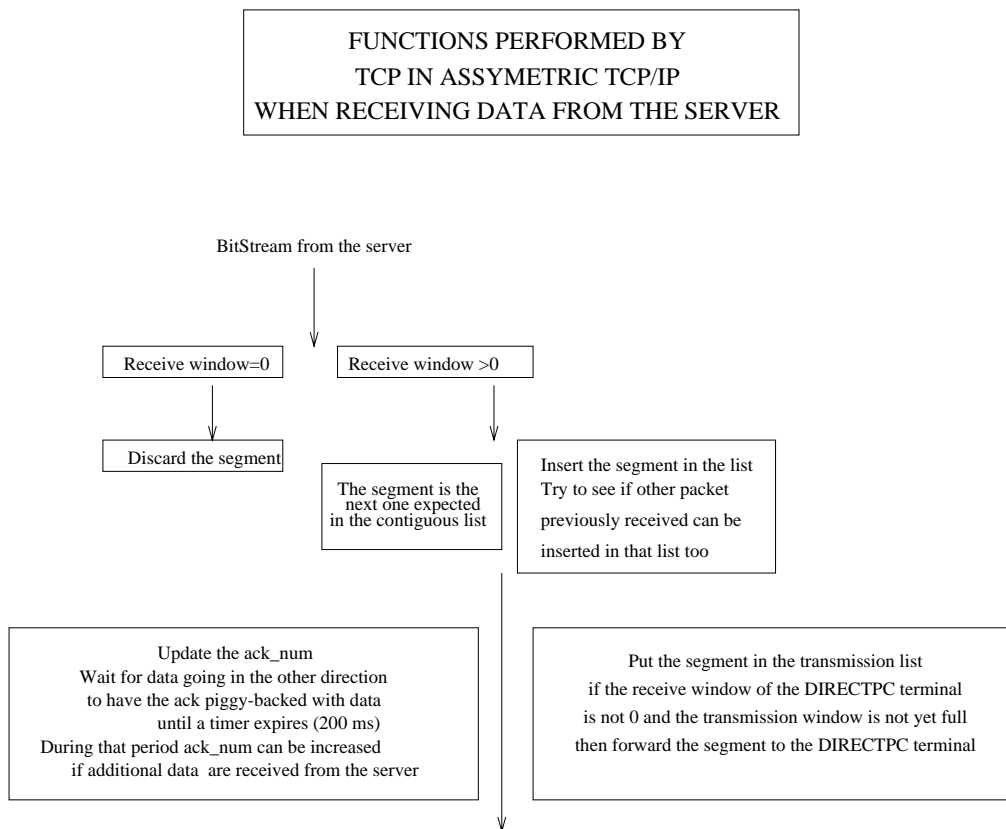 FUNCTIONS PERFORMED BY
TCP IN ASSYMETRIC TCP/IP
WHEN RECEIVING DATA FROM THE SERVER
BitStream from the server
Receive window=0
Receive window >0
Discard the segment
The segment is the
next one expected
in the contiguous list
Insert the segment in the list
Try to see if other packet
previously received can be
inserted in that list too
Update the ack_num
Wait for data going in the other direction
to have the ack piggy-backed with data
until a timer expires (200 ms)
During that period ack_num can be increased
if additional data are received from the server
Put the segment in the transmission list
if the receive window of the DIRECTPC terminal
is not 0 and the transmission window is not yet full
then forward the segment to the DIRECTPC terminal